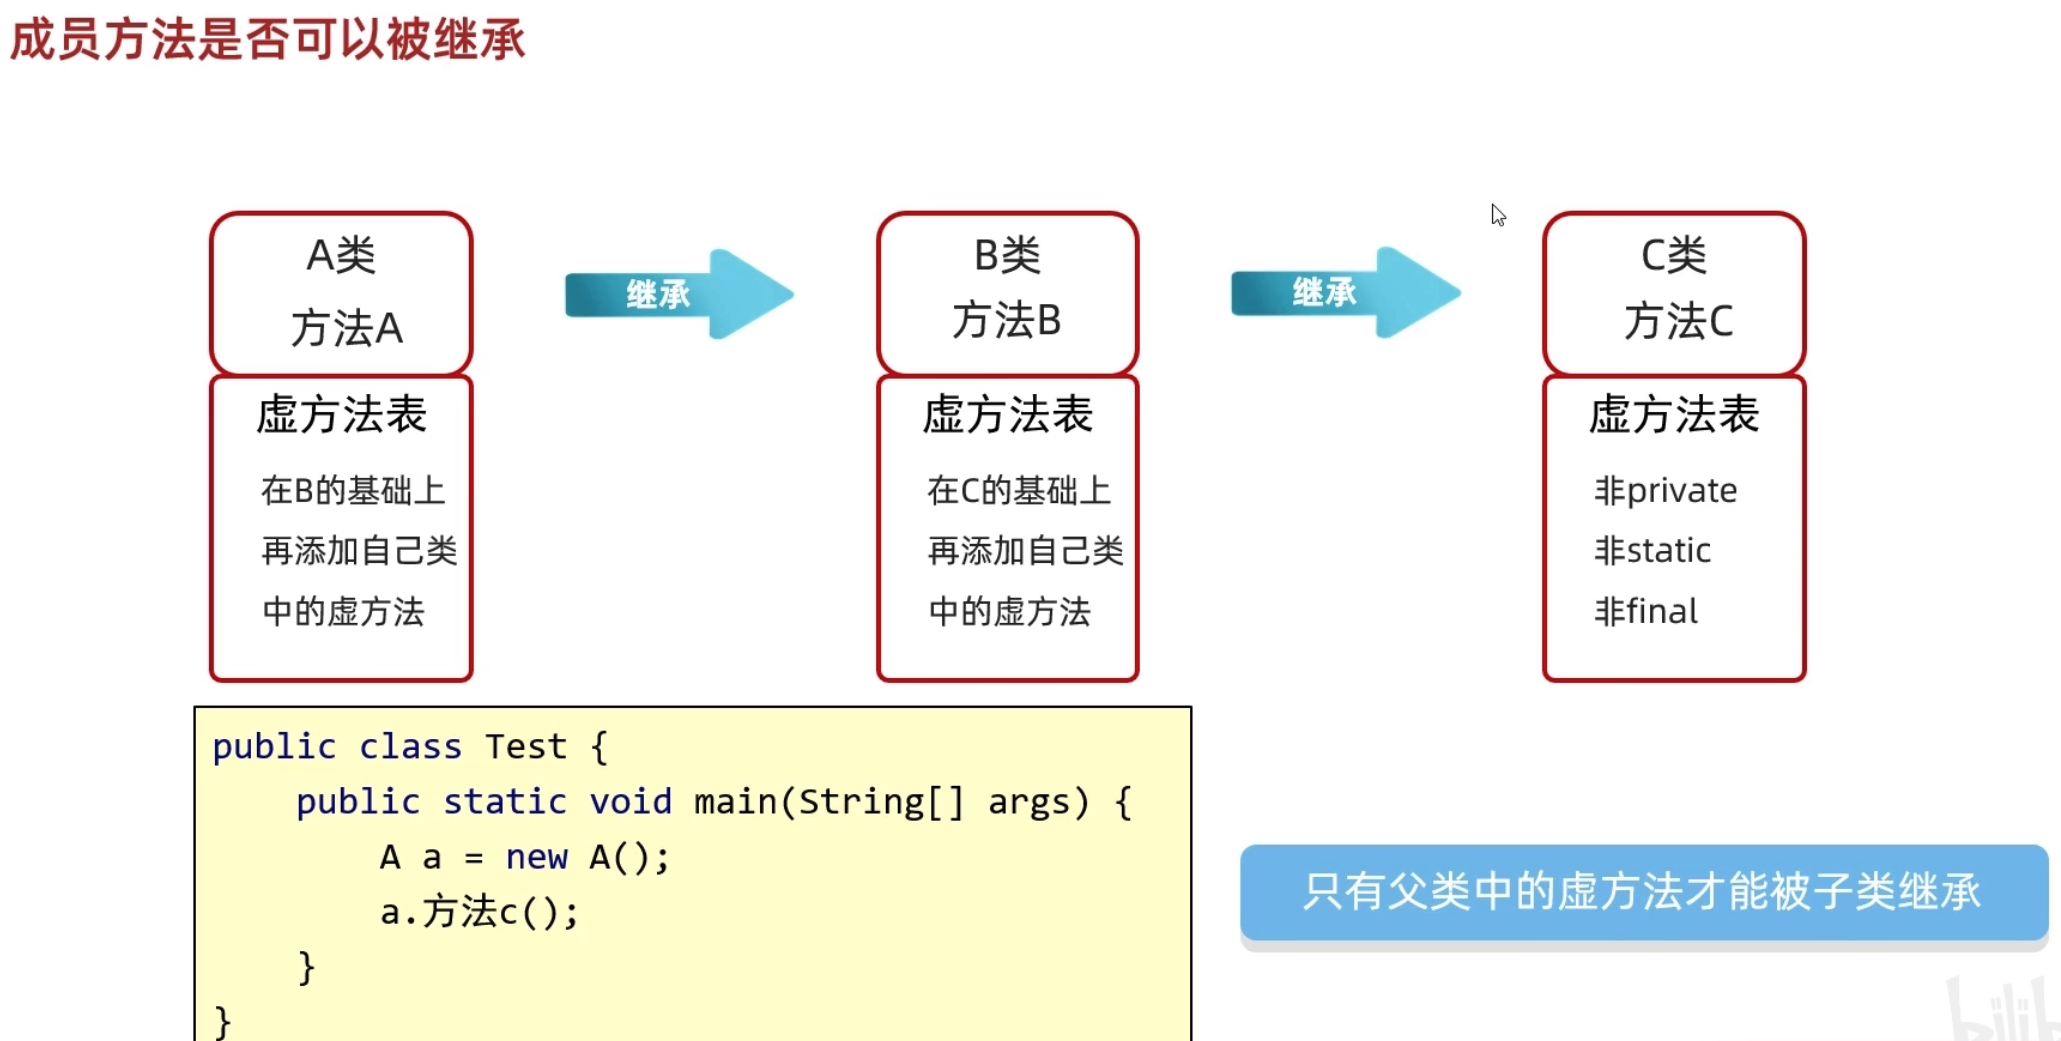 成员方法是否可以被继承
A类
方法A
继承
B类
方法B
继承
C类
方法C
虚方法表
在B的基础上
再添加自己类
中的虚方法
虚方法表
在C的基础上
再添加自己类
中的虚方法
虚方法表
非private
非static
非final
public class Test {
public static void main(String[] args) {
A a = new A();
a.方法c();
}
}
只有父类中的虚方法才能被子类继承